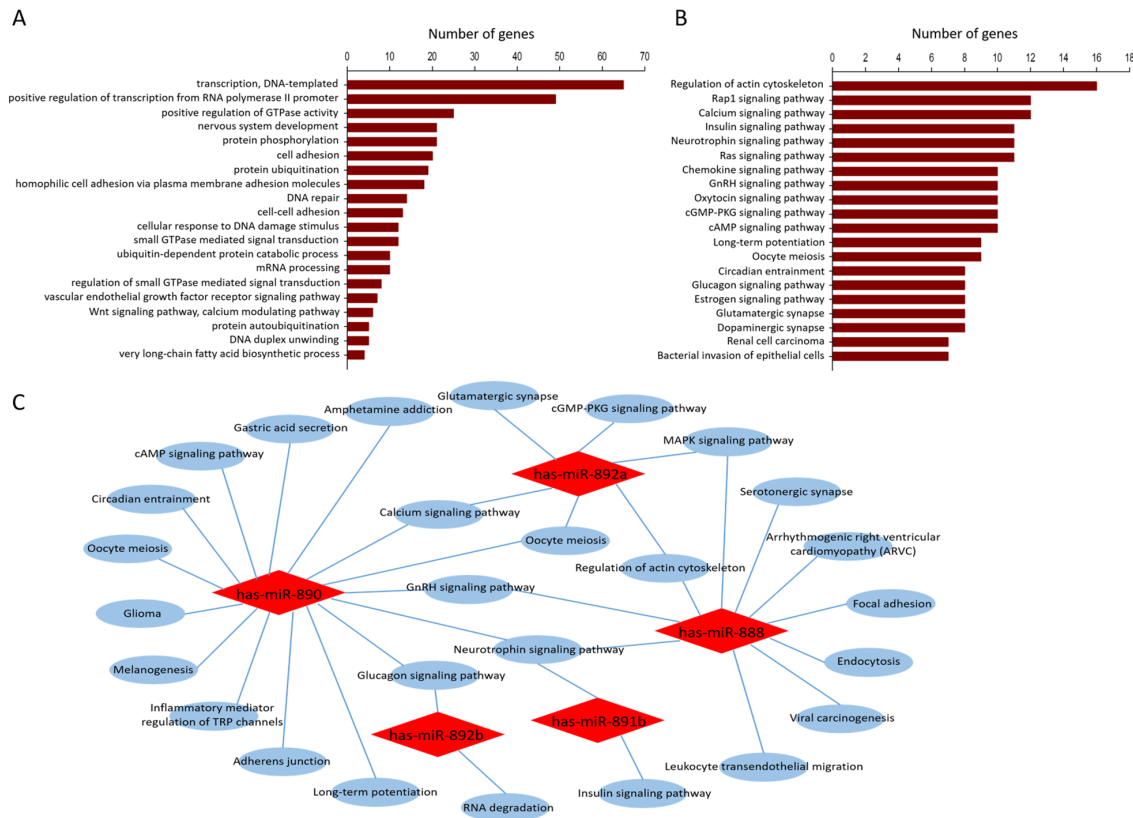 A
Number of genes
0 10 20 30 40 50 60 70
transcription, DNA-templated
positive regulation of transcription from RNA polymerase II promoter
positive regulation of GTPase activity
nervous system development
protein phosphorylation
cell adhesion
protein ubiquitination
homophilic cell adhesion via plasma membrane adhesion molecules
DNA repair
cell-cell adhesion
cellular response to DNA damage stimulus
small GTPase mediated signal transduction
ubiquitin-dependent protein catabolic process
mRNA processing
regulation of small GTPase mediated signal transduction
vascular endothelial growth factor receptor signaling pathway
Wnt signaling pathway, calcium modulating pathway
protein autoubiquitination
DNA duplex unwinding
very long-chain fatty acid biosynthetic process
B
Number of genes
0 2 4 6 8 10 12 14 16 18
Regulation of actin cytoskeleton
Rap1 signaling pathway
Calcium signaling pathway
Insulin signaling pathway
Neurotrophin signaling pathway
Ras signaling pathway
Chemokine signaling pathway
GnRH signaling pathway
Oxytocin signaling pathway
cGMP-PKG signaling pathway
cAMP signaling pathway
Long-term potentiation
Oocyte meiosis
Circadian entrainment
Glucagon signaling pathway
Estrogen signaling pathway
Glutamatergic synapse
Dopaminergic synapse
Renal cell carcinoma
Bacterial invasion of epithelial cells
C
Glutamatergic synapse
cGMP-PKG signaling pathway
Amphetamine addiction
Gastric acid secretion
MAPK signaling pathway
cAMP signaling pathway
has-miR-892a
Serotonergic synapse
Circadian entrainment
Calcium signaling pathway
Arrhythmogenic right ventricular
cardiomyopathy (ARVC)
Oocyte meiosis
Oocyte meiosis
Regulation of actin cytoskeleton
GnRH signaling pathway
has-miR-890
Focal adhesion
Glioma
has-miR-888
Neurotrophin signaling pathway
Endocytosis
Melanogenesis
Glucagon signaling pathway
Inflammatory mediator
regulation of TRP channels
has-miR-891b
Viral carcinogenesis
has-miR-892b
Adherens junction
Leukocyte transendothelial migration
Long-term potentiation
Insulin signaling pathway
RNA degradation